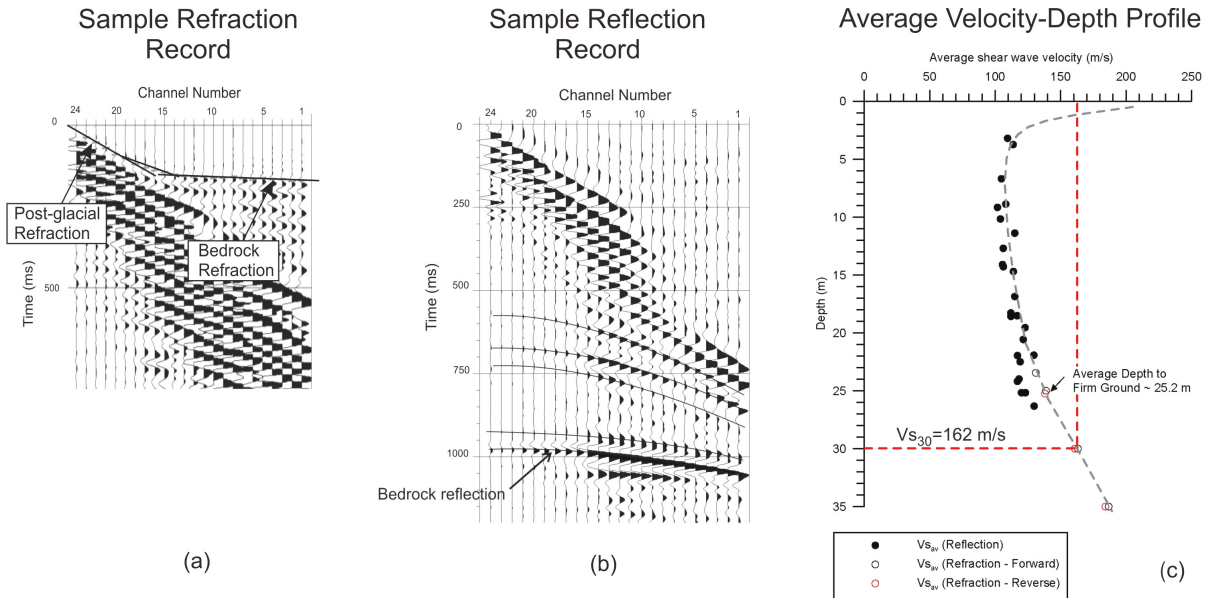 Sample Refraction
Record
Channel Number
24 20 10 5 1
0
500
Time (ms)
Post-glacial
Refraction
Bedrock
Refraction
(a)
Sample Reflection
Record
Channel Number
24 20 15 10 5 1
0
250
500
750
1000
Time (ms)
Bedrock reflection
(b)
Average Velocity-Depth Profile
Average shear wave velocity (m/s)
0 50 100 150 200 250
0
5
10
15
20
25
30
35
Depth (m)
Average Depth to
Firm Ground ~ 25.2 m
Vs30=162 m/s
Vsav (Reflection)
Vsav (Refraction - Forward)
Vsav (Refraction - Reverse)
(c)